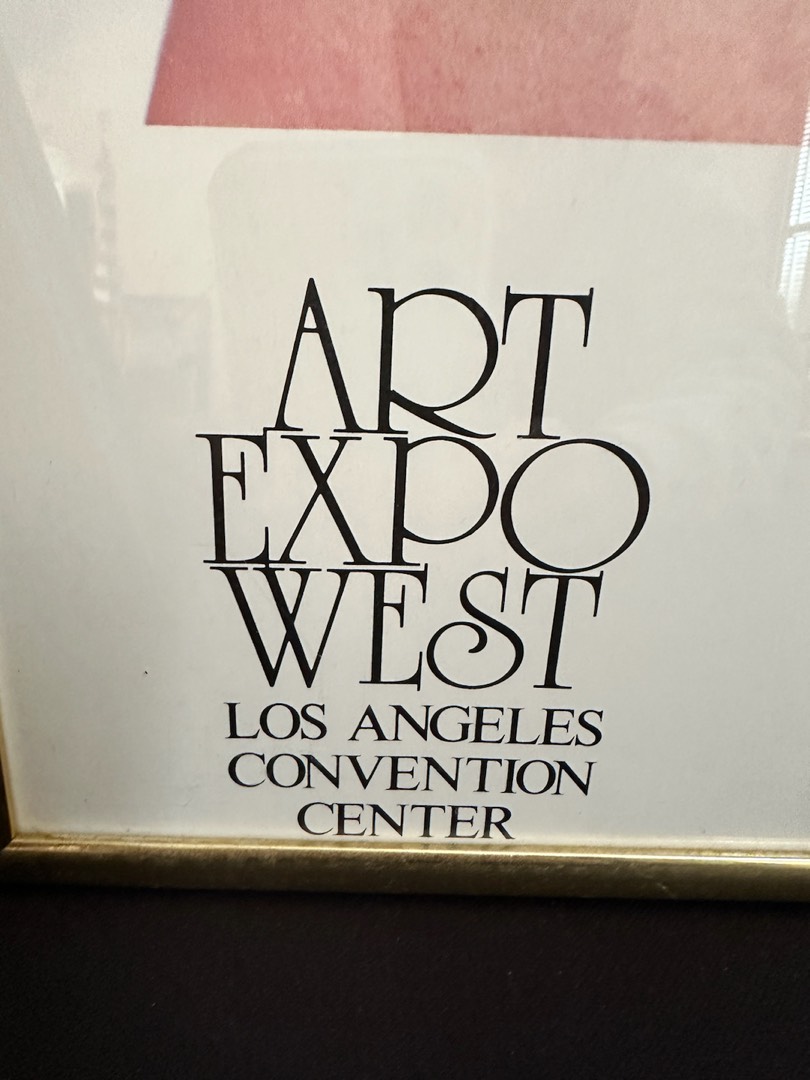 ART
EXPO
WEST
LOS ANGELES
CONVENTION
CENTER